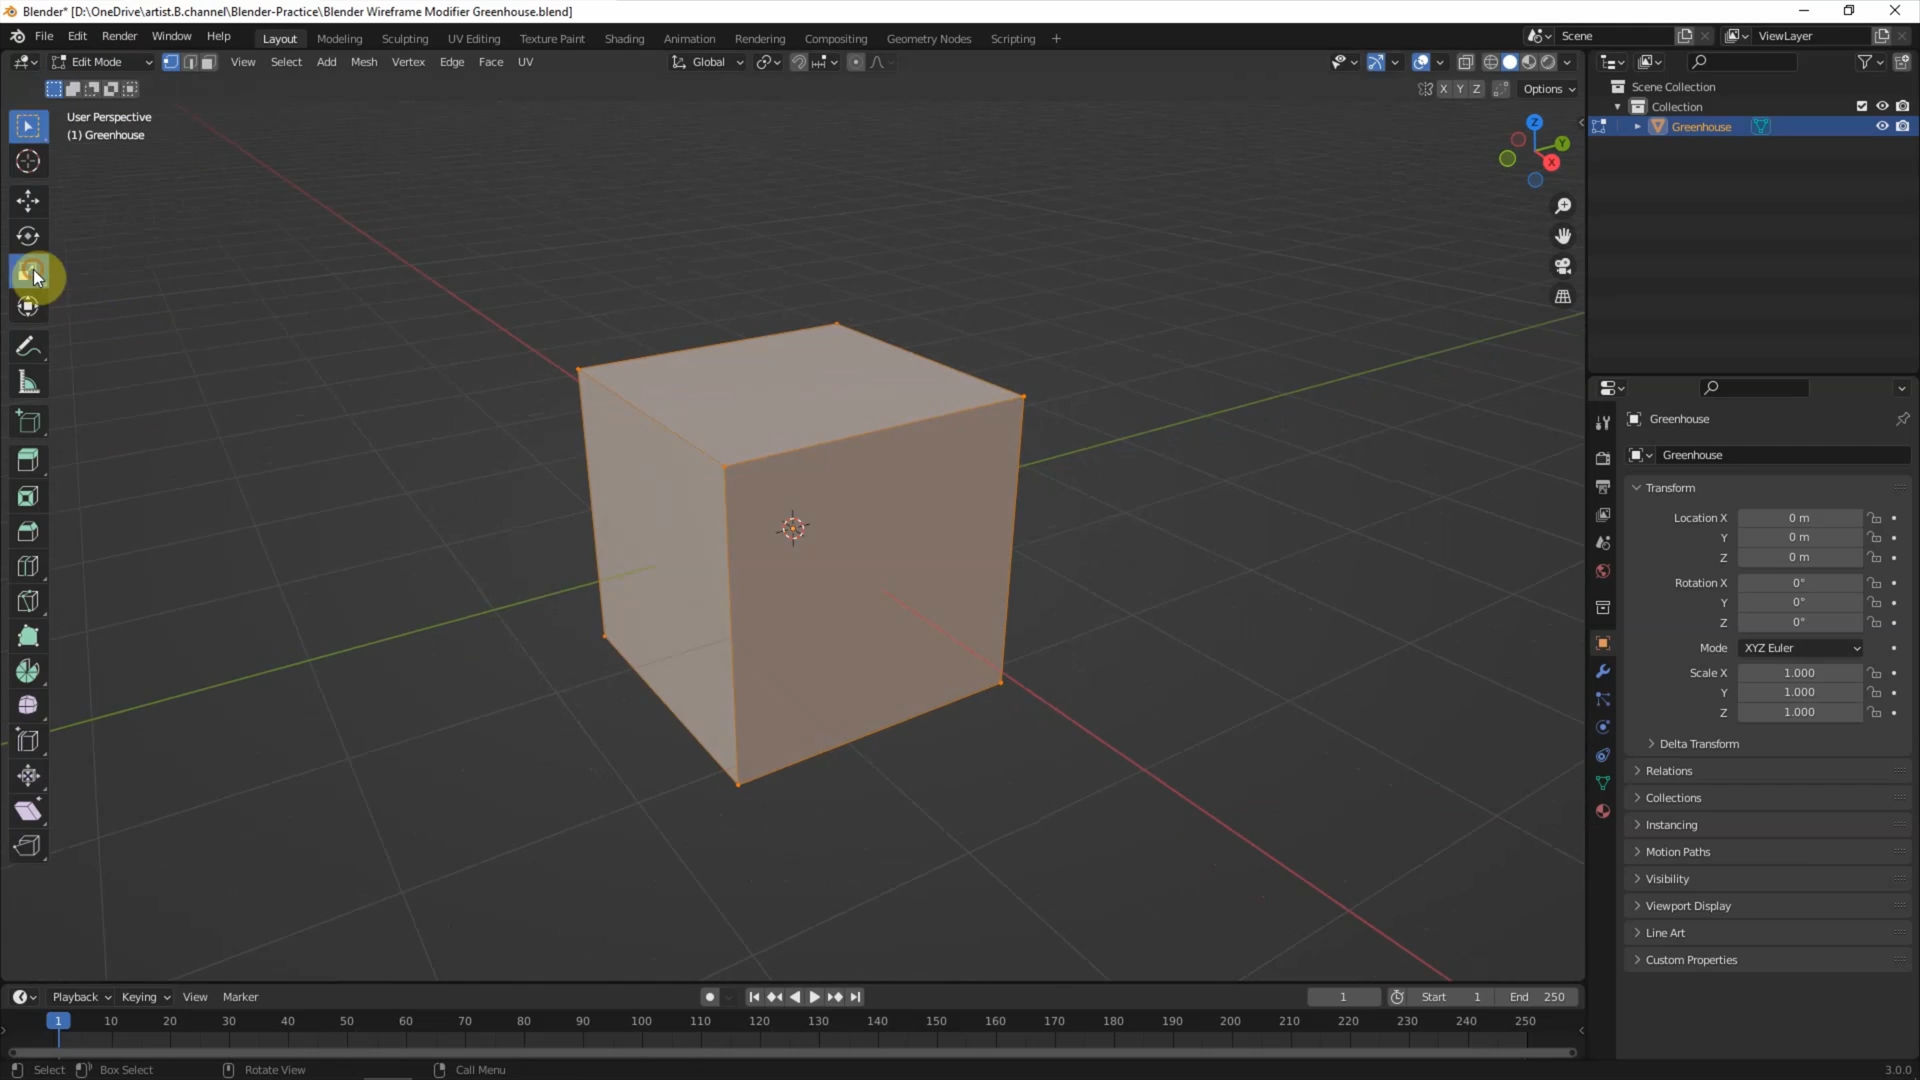 Blender* [D:\OneDrive\artist.B.channel\Blender-Practice\Blender Wireframe Modifier Greenhouse.blend]
File Edit Render Window Help Layout Modeling Sculpting UV Editing Texture Paint Shading Animation Rendering Compositing Geometry Nodes Scripting + Scene ViewLayer
Edit Mode View Select Add Mesh Vertex Edge Face UV Global
X Y Z Options
User Perspective
(1) Greenhouse
Z
Y
X
Scene Collection
Collection
Greenhouse
Greenhouse
Greenhouse
Transform
Location X 0 m
Y 0 m
Z 0 m
Rotation X 0°
Y 0°
Z 0°
Mode XYZ Euler
Scale X 1.000
Y 1.000
Z 1.000
Delta Transform
Relations
Collections
Instancing
Motion Paths
Visibility
Viewport Display
Line Art
Custom Properties
Playback Keying View Marker 1 Start 1 End 250
1 10 20 30 40 50 60 70 80 90 100 110 120 130 140 150 160 170 180 190 200 210 220 230 240 250
Select Box Select Rotate View Call Menu 3.0.0